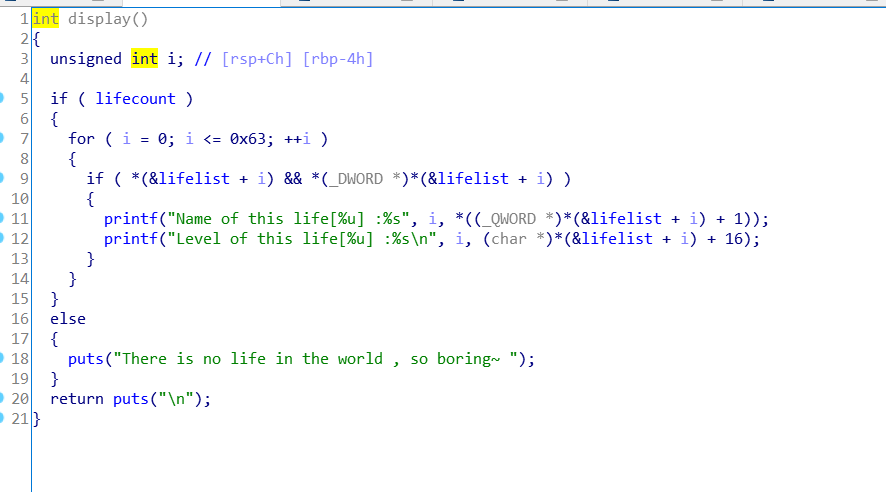 1 int display()
2 {
3 unsigned int i; // [rsp+Ch] [rbp-4h]
4
5 if ( lifecount )
6 {
7 for ( i = 0; i <= 0x63; ++i )
8 {
9 if ( *(&lifelist + i) && *(_DWORD *)*(&lifelist + i) )
10 {
11 printf("Name of this life[%u] :%s", i, *((_QWORD *)*(&lifelist + i) + 1));
12 printf("Level of this life[%u] :%s\n", i, (char *)*(&lifelist + i) + 16);
13 }
14 }
15 }
16 else
17 {
18 puts("There is no life in the world , so boring~ ");
19 }
20 return puts("\n");
21 }